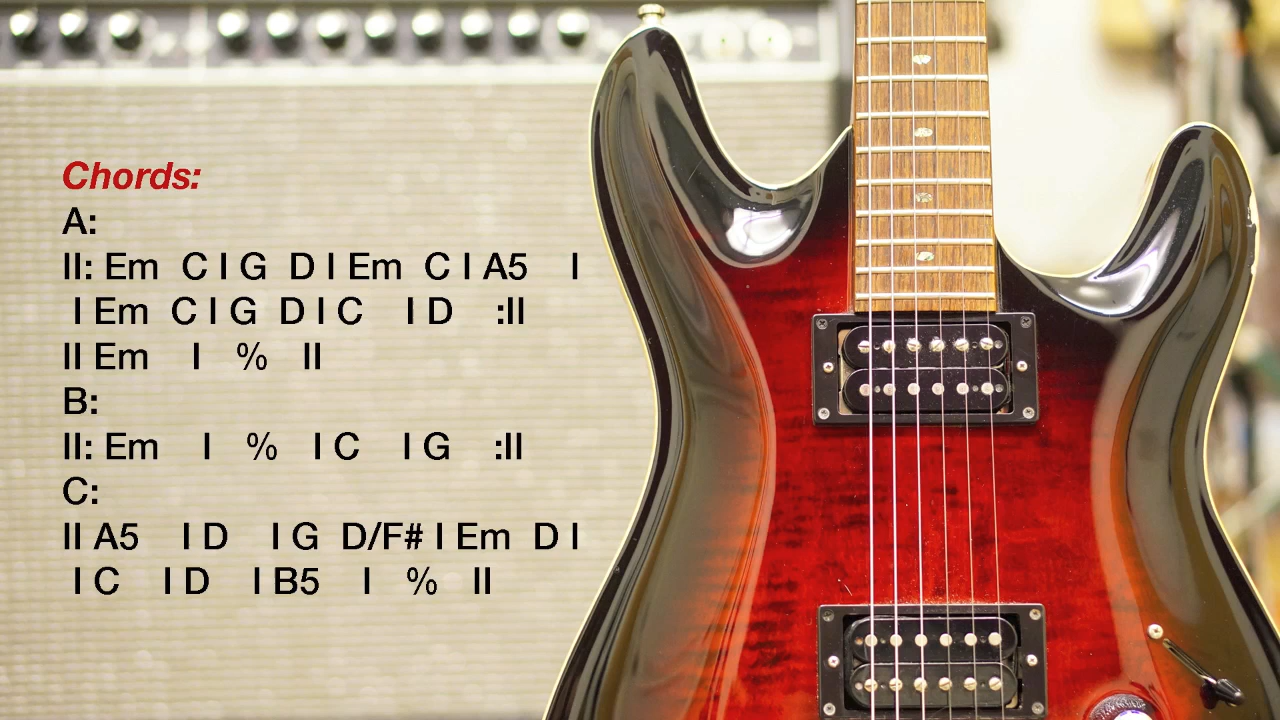 Chords:
A:
II: Em C I G D I Em C I A5 I
I Em C I G D I C I D :II
II Em I % II
B:
II: Em I % I C I G :II
C:
II A5 I D I G D/F# I Em D I
I C I D I B5 I % II